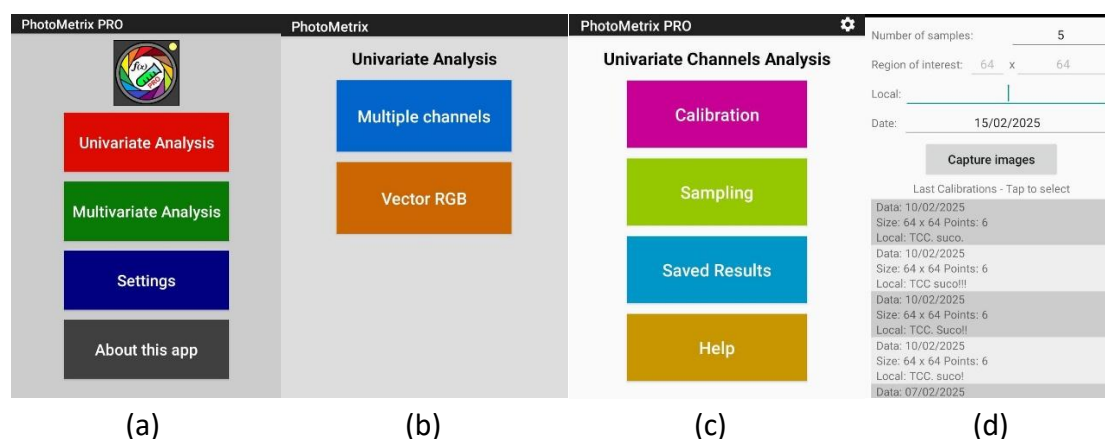 PhotoMetrix PRO
f(x)
PRO
Univariate Analysis
Multivariate Analysis
Settings
About this app
(a)
PhotoMetrix
Univariate Analysis
Multiple channels
Vector RGB
(b)
PhotoMetrix PRO
Univariate Channels Analysis
Calibration
Sampling
Saved Results
Help
(c)
Number of samples: 5
Region of interest: 64 x 64
Local:
Date: 15/02/2025
Capture images
Last Calibrations - Tap to select
Data: 10/02/2025
Size: 64 x 64 Points: 6
Local: TCC. suco.
Data: 10/02/2025
Size: 64 x 64 Points: 6
Local: TCC suco!!!
Data: 10/02/2025
Size: 64 x 64 Points: 6
Local: TCC. Suco!!
Data: 10/02/2025
Size: 64 x 64 Points: 6
Local: TCC. suco!
Data: 07/02/2025
(d)